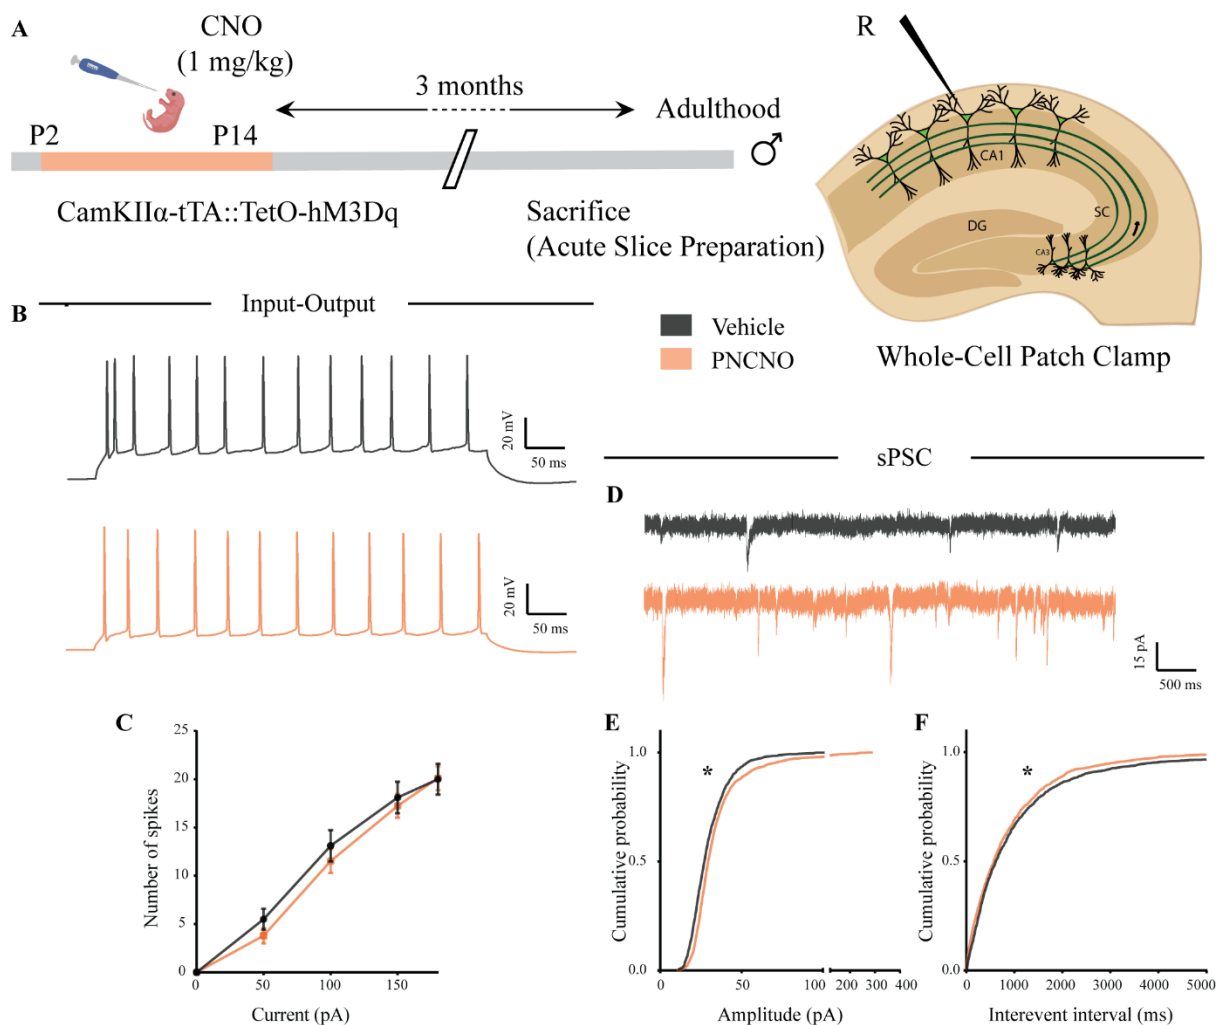 A
CNO
(1 mg/kg)
3 months
Adulthood
P2
P14
♂
CamKIIα-tTA::TetO-hM3Dq
Sacrifice
(Acute Slice Preparation)
R
CA1
SC
DG
CA3
Whole-Cell Patch Clamp
Vehicle
PNCNO
B
Input-Output
20 mV
50 ms
20 mV
50 ms
sPSC
D
15 pA
500 ms
C
Number of spikes
25
20
15
10
5
0
0 50 100 150
Current (pA)
E
*
Cumulative probability
1.0
0.5
0.0
0 50 100 200 300 400
Amplitude (pA)
F
*
Cumulative probability
1.0
0.5
0.0
0 1000 2000 3000 4000 5000
Interevent interval (ms)